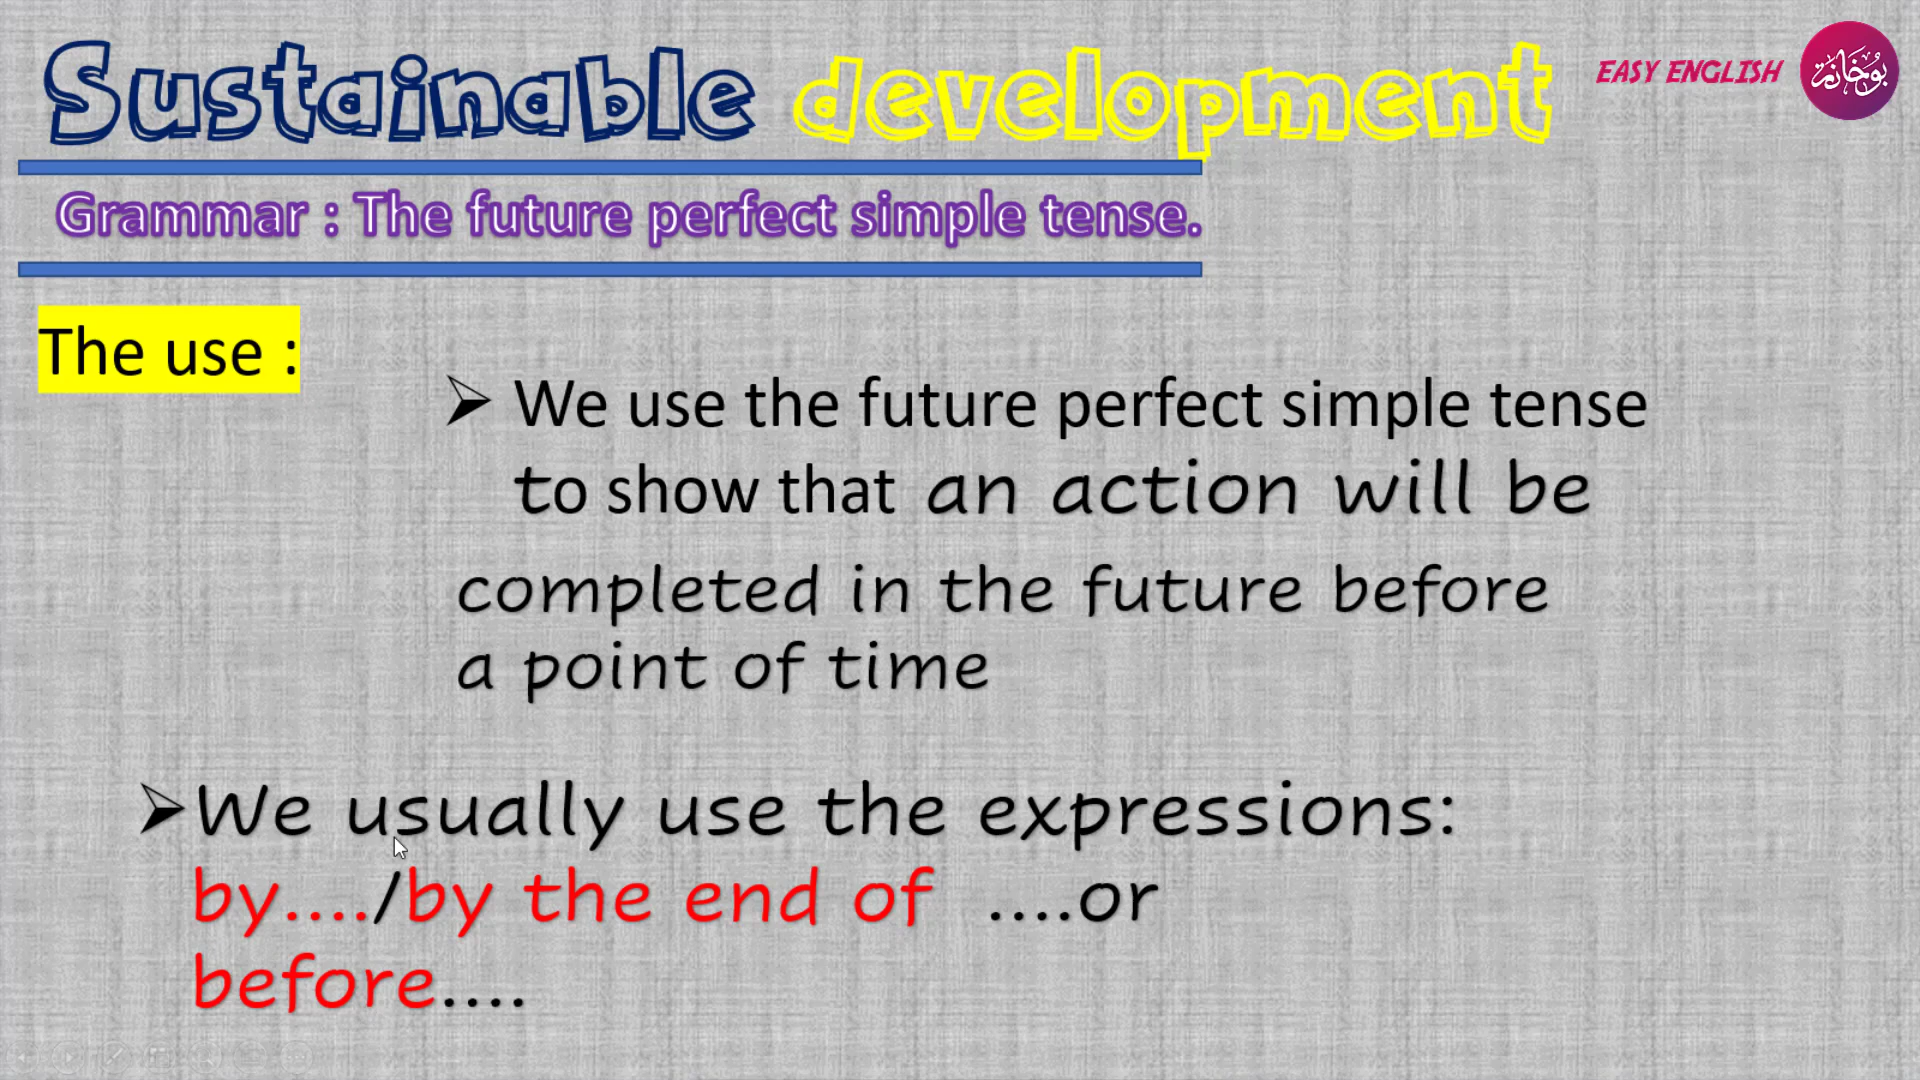 Sustainable development
EASY ENGLISH
بوخانة
Grammar : The future perfect simple tense.
The use :
➢ We use the future perfect simple tense
to show that an action will be
completed in the future before
a point of time
➢We usually use the expressions:
by..../by the end of ....or
before....